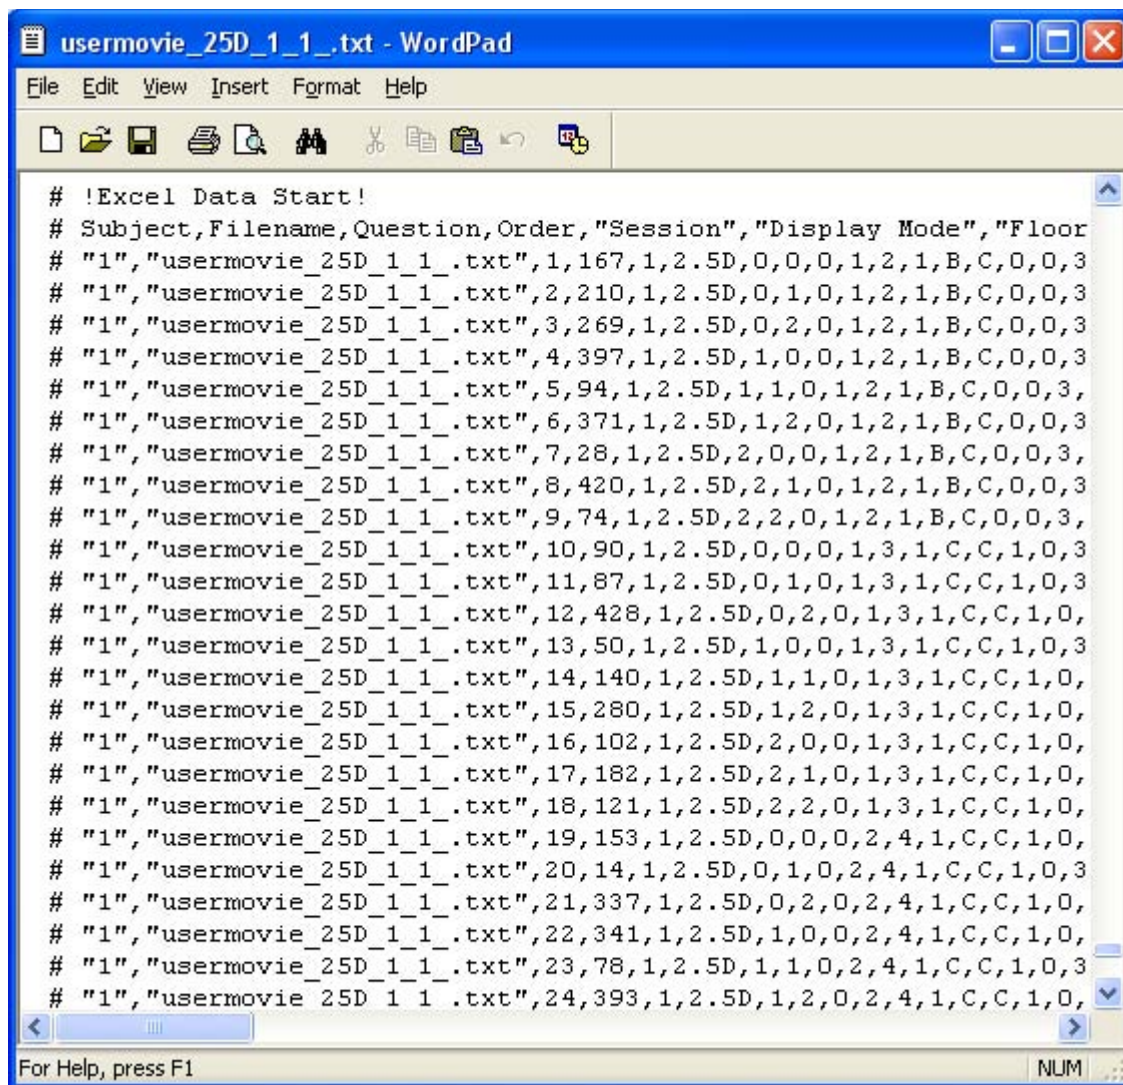 usermovie_25D_1_1_.txt - WordPad
File Edit View Insert Format Help
# !Excel Data Start!
# Subject,Filename,Question,Order,"Session","Display Mode","Floor
# "1","usermovie_25D_1_1_.txt",1,167,1,2.5D,0,0,0,1,2,1,B,C,0,0,3
# "1","usermovie_25D_1_1_.txt",2,210,1,2.5D,0,1,0,1,2,1,B,C,0,0,3
# "1","usermovie_25D_1_1_.txt",3,269,1,2.5D,0,2,0,1,2,1,B,C,0,0,3
# "1","usermovie_25D_1_1_.txt",4,397,1,2.5D,1,0,0,1,2,1,B,C,0,0,3
# "1","usermovie_25D_1_1_.txt",5,94,1,2.5D,1,1,0,1,2,1,B,C,0,0,3,
# "1","usermovie_25D_1_1_.txt",6,371,1,2.5D,1,2,0,1,2,1,B,C,0,0,3
# "1","usermovie_25D_1_1_.txt",7,28,1,2.5D,2,0,0,1,2,1,B,C,0,0,3,
# "1","usermovie_25D_1_1_.txt",8,420,1,2.5D,2,1,0,1,2,1,B,C,0,0,3
# "1","usermovie_25D_1_1_.txt",9,74,1,2.5D,2,2,0,1,2,1,B,C,0,0,3,
# "1","usermovie_25D_1_1_.txt",10,90,1,2.5D,0,0,0,1,3,1,C,C,1,0,3
# "1","usermovie_25D_1_1_.txt",11,87,1,2.5D,0,1,0,1,3,1,C,C,1,0,3
# "1","usermovie_25D_1_1_.txt",12,428,1,2.5D,0,2,0,1,3,1,C,C,1,0,
# "1","usermovie_25D_1_1_.txt",13,50,1,2.5D,1,0,0,1,3,1,C,C,1,0,3
# "1","usermovie_25D_1_1_.txt",14,140,1,2.5D,1,1,0,1,3,1,C,C,1,0,
# "1","usermovie_25D_1_1_.txt",15,280,1,2.5D,1,2,0,1,3,1,C,C,1,0,
# "1","usermovie_25D_1_1_.txt",16,102,1,2.5D,2,0,0,1,3,1,C,C,1,0,
# "1","usermovie_25D_1_1_.txt",17,182,1,2.5D,2,1,0,1,3,1,C,C,1,0,
# "1","usermovie_25D_1_1_.txt",18,121,1,2.5D,2,2,0,1,3,1,C,C,1,0,
# "1","usermovie_25D_1_1_.txt",19,153,1,2.5D,0,0,0,2,4,1,C,C,1,0,
# "1","usermovie_25D_1_1_.txt",20,14,1,2.5D,0,1,0,2,4,1,C,C,1,0,3
# "1","usermovie_25D_1_1_.txt",21,337,1,2.5D,0,2,0,2,4,1,C,C,1,0,
# "1","usermovie_25D_1_1_.txt",22,341,1,2.5D,1,0,0,2,4,1,C,C,1,0,
# "1","usermovie_25D_1_1_.txt",23,78,1,2.5D,1,1,0,2,4,1,C,C,1,0,3
# "1","usermovie_25D_1_1_.txt",24,393,1,2.5D,1,2,0,2,4,1,C,C,1,0,
For Help, press F1 NUM